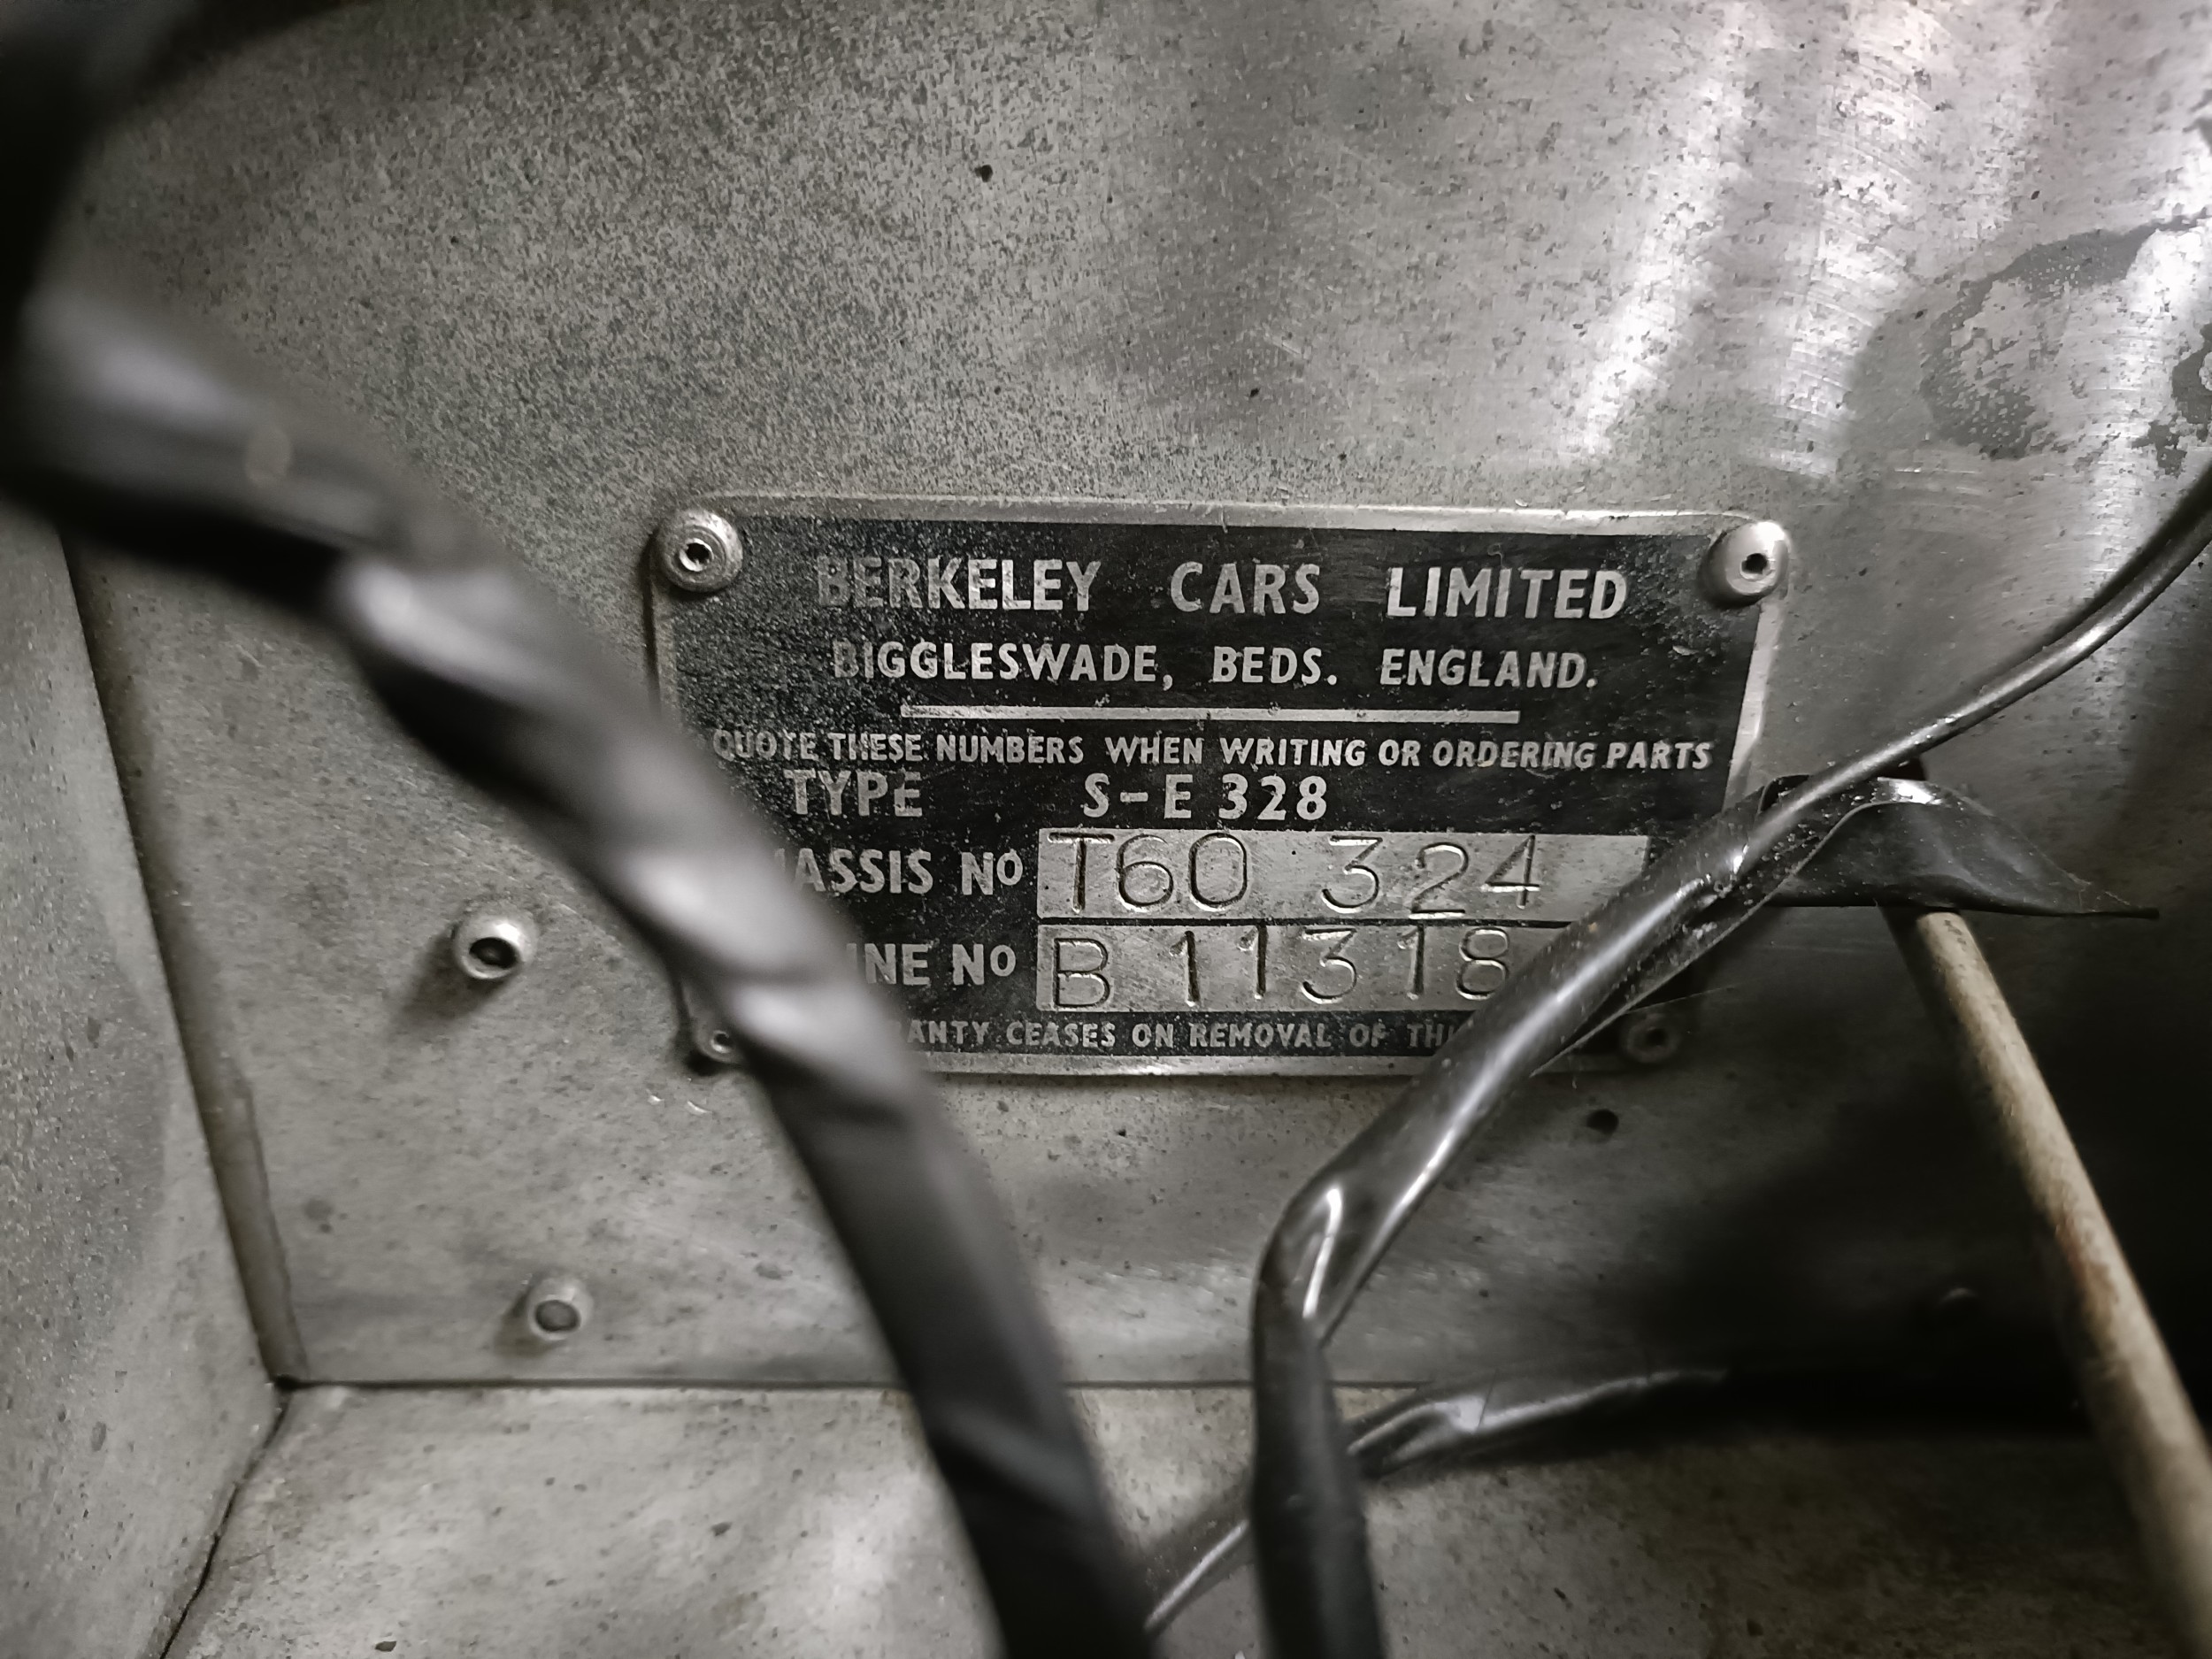 BERKELEY CARS LIMITED
BIGGLESWADE, BEDS. ENGLAND.
QUOTE THESE NUMBERS WHEN WRITING OR ORDERING PARTS
TYPE S-E 328
ASSIS No T60 324
INE No B 11318
ANTY CEASES ON REMOVAL OF